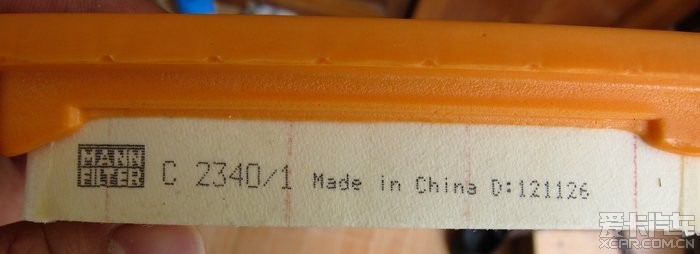 MANN
FILTER
C 2340/1 Made in China D:121126
爱卡汽车
XCAR.COM.CN